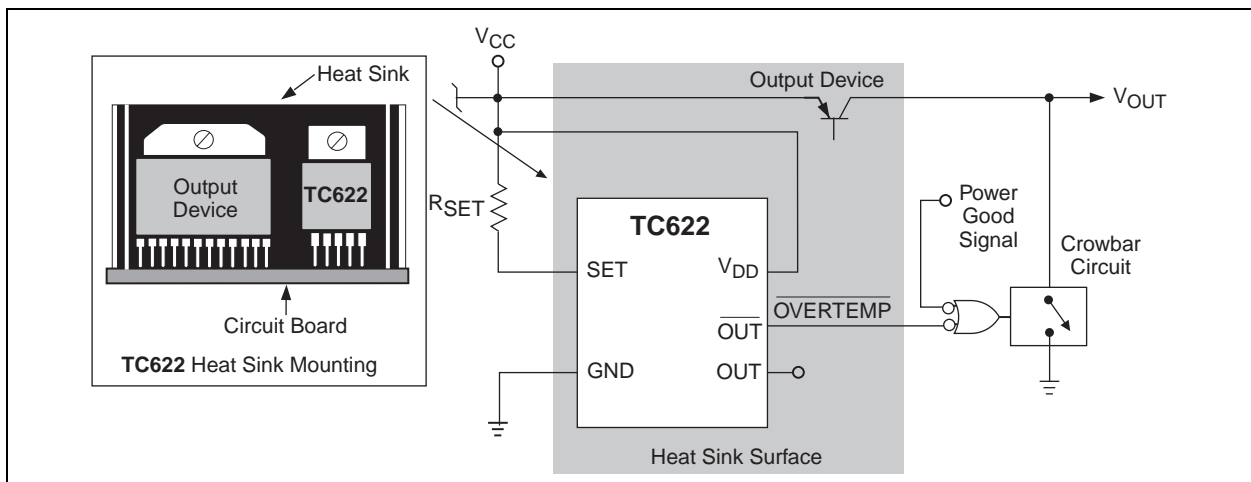 Heat Sink
Output
Device
TC622
Circuit Board
TC622 Heat Sink Mounting
VCC
RSET
Output Device
VOUT
TC622
SET
VDD
OUT
OVERTEMP
GND
OUT
Heat Sink Surface
Power
Good
Signal
Crowbar
Circuit